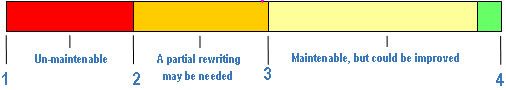 Un-maintenable
A partial rewriting
may be needed
Maintenable, but could be improved
1
2
3
4